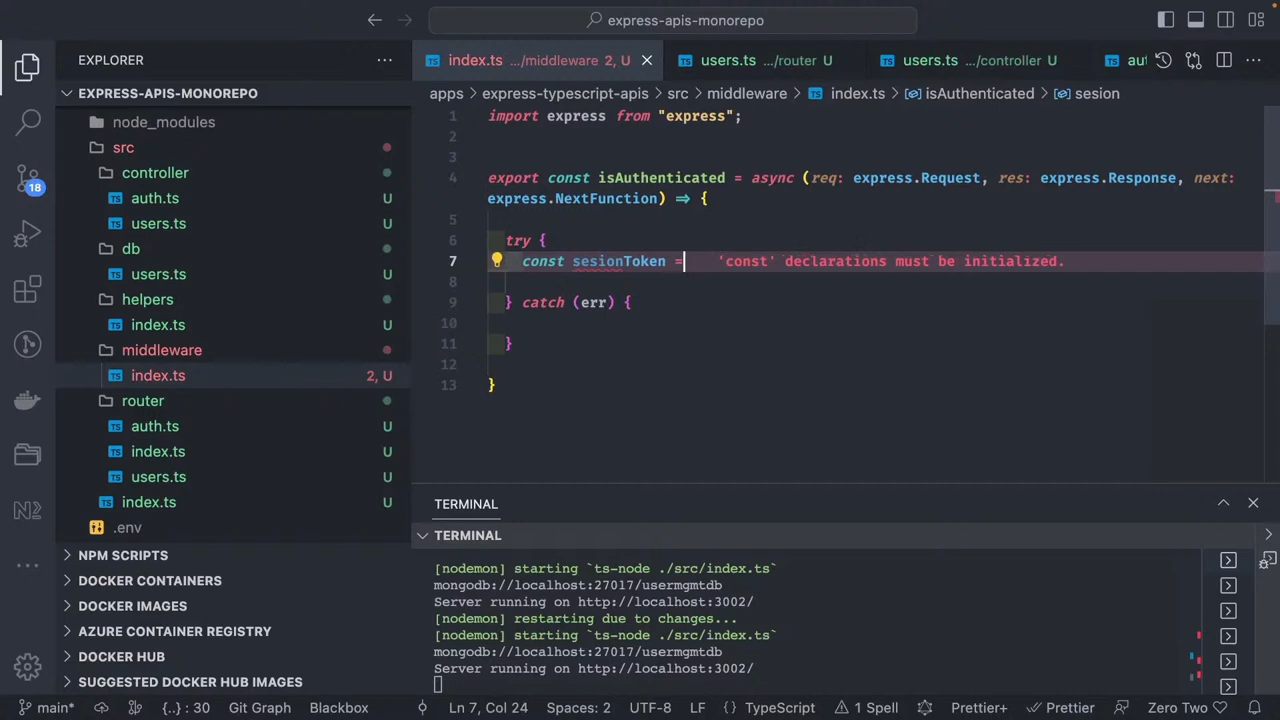 express-apis-monorepo
EXPLORER
index.ts .../middleware 2, U
users.ts .../router U
users.ts .../controller U
aut
EXPRESS-APIS-MONOREPO
apps > express-typescript-apis > src > middleware > index.ts > isAuthenticated > sesion
node_modules
src
controller
auth.ts U
users.ts U
db
users.ts U
helpers
index.ts U
middleware
index.ts 2, U
router
auth.ts U
index.ts U
users.ts U
index.ts U
.env
NPM SCRIPTS
DOCKER CONTAINERS
DOCKER IMAGES
AZURE CONTAINER REGISTRY
DOCKER HUB
SUGGESTED DOCKER HUB IMAGES
18
1 import express from "express";
2
3
4 export const isAuthenticated = async (req: express.Request, res: express.Response, next:
express.NextFunction) => {
5
6 try {
7 const sesionToken = 'const' declarations must be initialized.
8
9 } catch (err) {
10
11 }
12
13 }
TERMINAL
TERMINAL
[nodemon] starting `ts-node ./src/index.ts`
mongodb://localhost:27017/usermgmtdb
Server running on http://localhost:3002/
[nodemon] restarting due to changes...
[nodemon] starting `ts-node ./src/index.ts`
mongodb://localhost:27017/usermgmtdb
Server running on http://localhost:3002/
main* {..} : 30 Git Graph Blackbox Ln 7, Col 24 Spaces: 2 UTF-8 LF {} TypeScript 1 Spell Prettier+ Prettier Zero Two